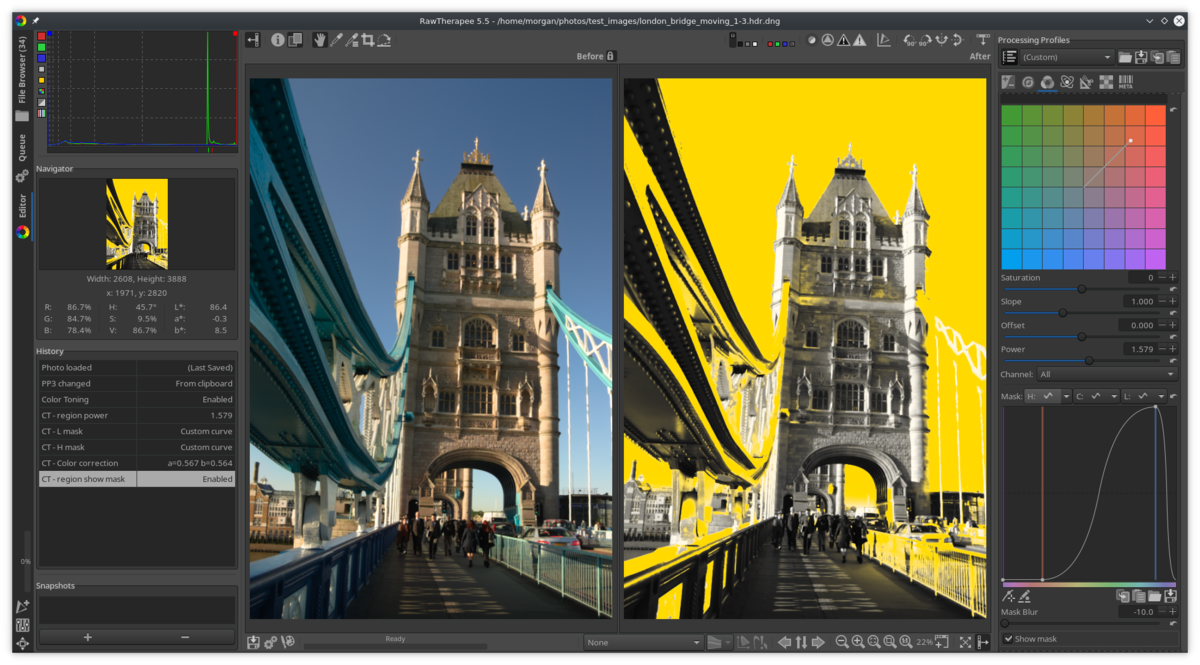 RawTherapee 5.5 - /home/morgan/photos/test_images/london_bridge_moving_1-3.hdr.dng
File Browser (34)
Queue
Editor
0%
Navigator
Width: 2608, Height: 3888
x: 1971, y: 2820
R: 86.7% H: 45.7° L*: 86.4
G: 84.7% S: 9.5% a*: -0.3
B: 78.4% V: 86.7% b*: 8.5
History
Photo loaded (Last Saved)
PP3 changed From clipboard
Color Toning Enabled
CT - region power 1.579
CT - L mask Custom curve
CT - H mask Custom curve
CT - Color correction a=0.567 b=0.564
CT - region show mask Enabled
Snapshots
+ −
Before
After
Ready
None
22%
Processing Profiles
(Custom)
META
Saturation 0
Slope 1.000
Offset 0.000
Power 1.579
Channel: All
Mask: H: C: L:
Mask Blur -10.0
Show mask